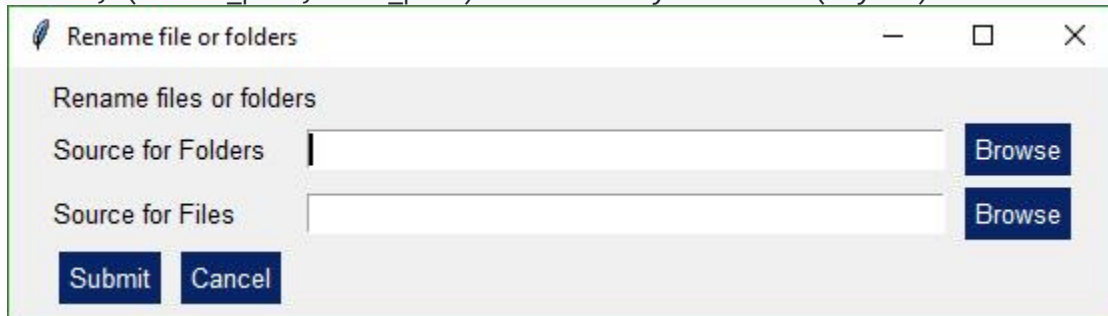 Rename file or folders
Rename files or folders
Source for Folders Browse
Source for Files Browse
Submit Cancel